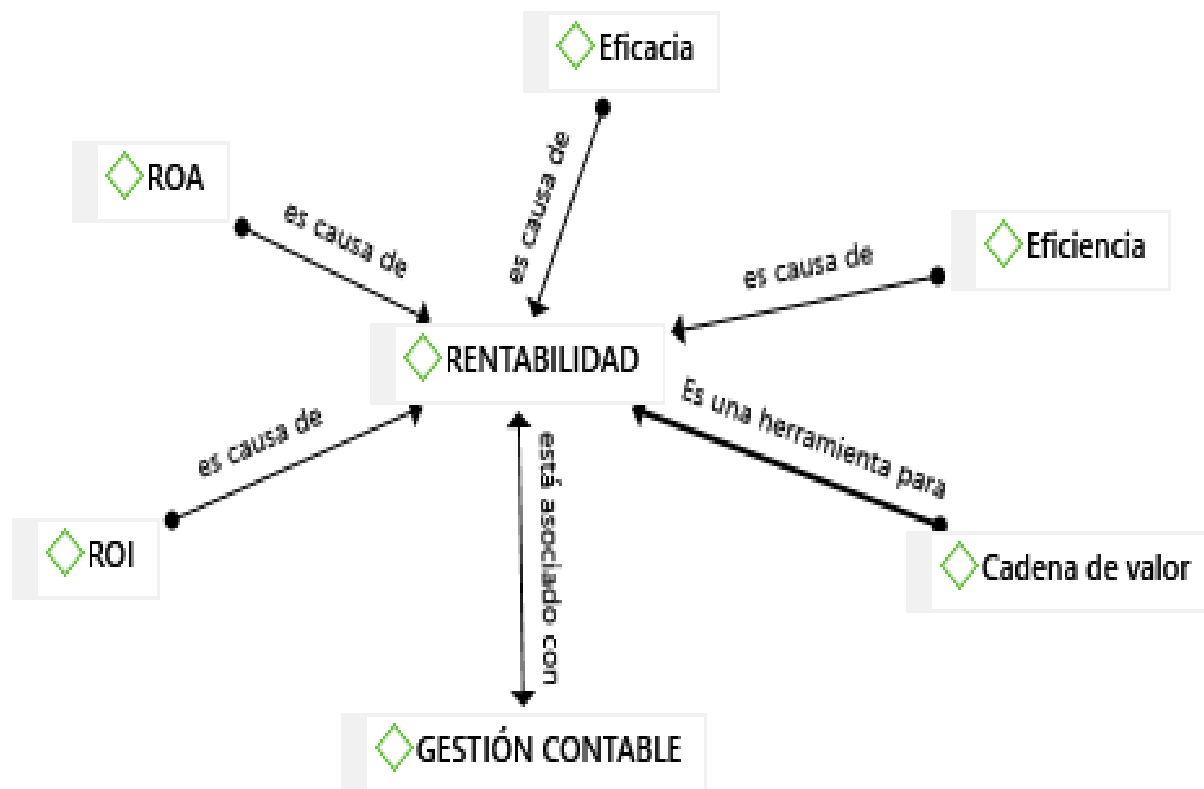 Eficacia
ROA
es causa de
es causa de
Eficiencia
es causa de
RENTABILIDAD
Es una herramienta para
es causa de
está asociado con
ROI
Cadena de valor
GESTIÓN CONTABLE